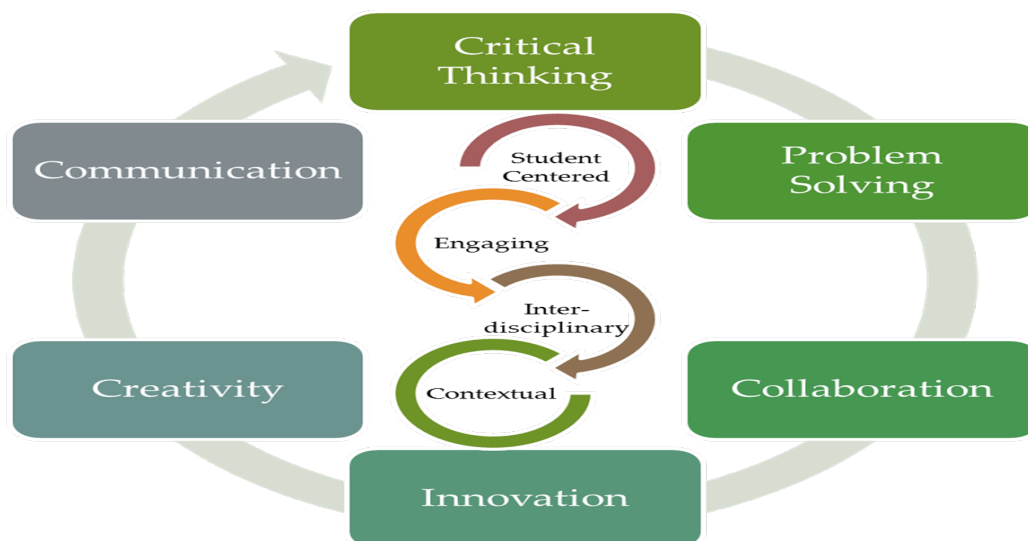 Critical
Thinking
Communication
Problem
Solving
Student
Centered
Engaging
Inter-
disciplinary
Creativity
Contextual
Collaboration
Innovation